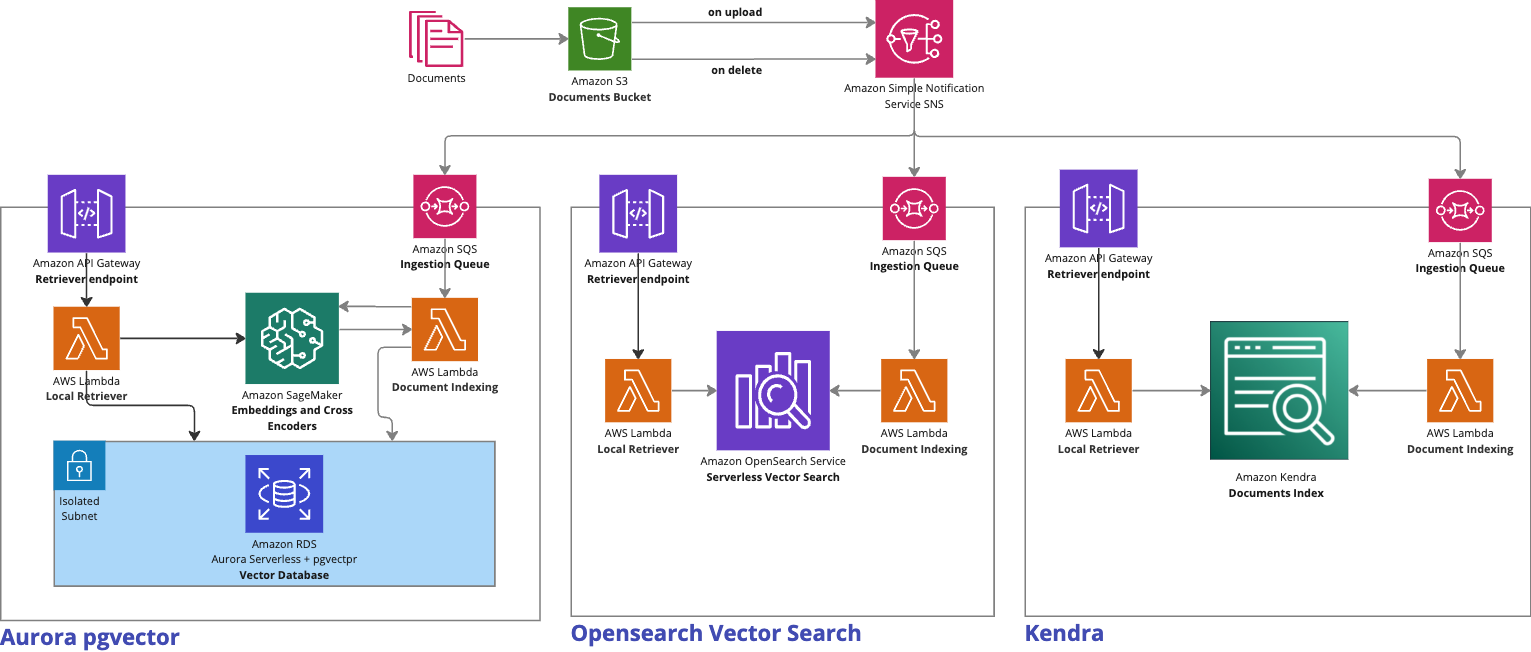 on upload
on delete
Documents
Amazon S3
Documents Bucket
Amazon Simple Notification
Service SNS
Amazon API Gateway
Retriever endpoint
Amazon SQS
Ingestion Queue
AWS Lambda
Local Retriever
Amazon SageMaker
Embeddings and Cross
Encoders
AWS Lambda
Document Indexing
Isolated
Subnet
Amazon RDS
Aurora Serverless + pgvectpr
Vector Database
Aurora pgvector
Amazon API Gateway
Retriever endpoint
Amazon SQS
Ingestion Queue
AWS Lambda
Local Retriever
Amazon OpenSearch Service
Serverless Vector Search
AWS Lambda
Document Indexing
Opensearch Vector Search
Amazon API Gateway
Retriever endpoint
Amazon SQS
Ingestion Queue
AWS Lambda
Local Retriever
Amazon Kendra
Documents Index
AWS Lambda
Document Indexing
Kendra